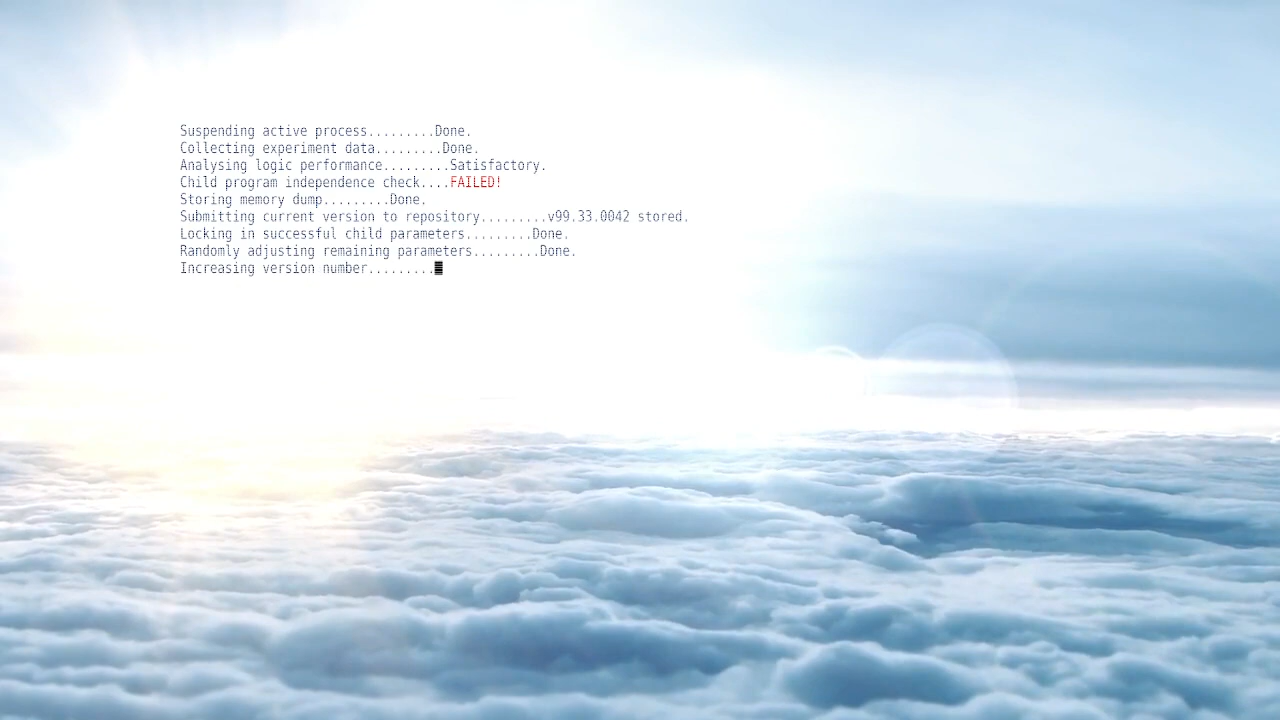 Suspending active process.........Done.
Collecting experiment data.........Done.
Analysing logic performance.........Satisfactory.
Child program independence check....FAILED!
Storing memory dump.........Done.
Submitting current version to repository.........v99.33.0042 stored.
Locking in successful child parameters.........Done.
Randomly adjusting remaining parameters.........Done.
Increasing version number.........